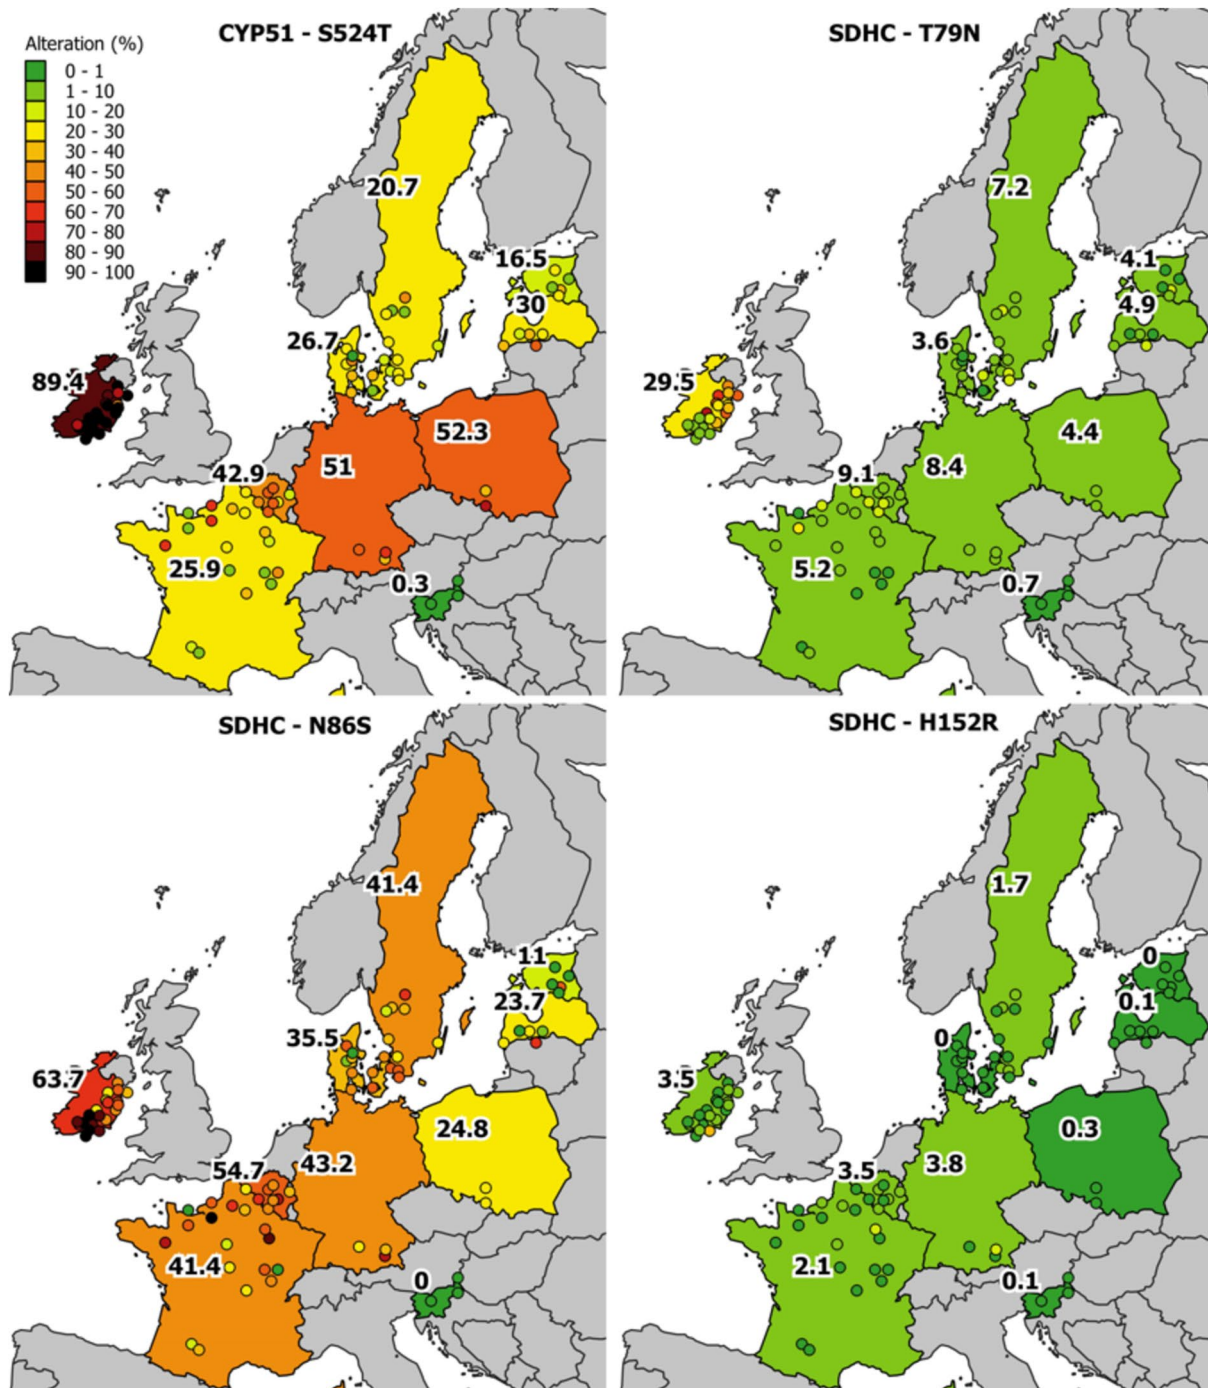 CYP51 - S524T
Alteration (%)
0 - 1
1 - 10
10 - 20
20 - 30
30 - 40
40 - 50
50 - 60
60 - 70
70 - 80
80 - 90
90 - 100
20.7
16.5
30
26.7
89.4
52.3
51
42.9
25.9
0.3
SDHC - T79N
7.2
4.1
4.9
3.6
29.5
4.4
8.4
9.1
5.2
0.7
SDHC - N86S
41.4
11
23.7
35.5
63.7
24.8
54.7
43.2
41.4
0
SDHC - H152R
1.7
0
0.1
0
3.5
0.3
3.5
3.8
2.1
0.1